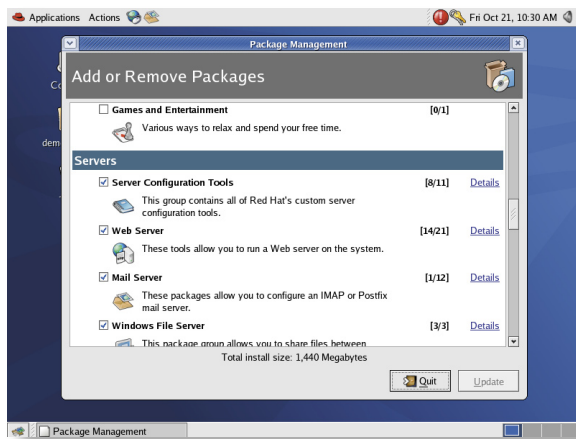 Applications Actions Fri Oct 21, 10:30 AM
Package Management
Add or Remove Packages
Games and Entertainment [0/1]
Various ways to relax and spend your free time.
Servers
Server Configuration Tools [8/11] Details
This group contains all of Red Hat's custom server
configuration tools.
Web Server [14/21] Details
These tools allow you to run a Web server on the system.
Mail Server [1/12] Details
These packages allow you to configure an IMAP or Postfix
mail server.
Windows File Server [3/3] Details
This package group allows you to share files between
Total install size: 1,440 Megabytes
Quit Update
Co
dem
Package Management